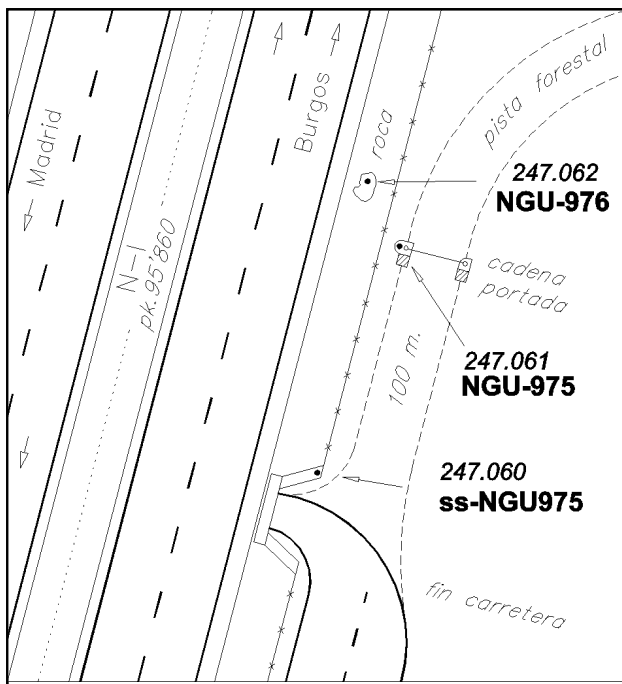 Madrid
N-I
pk.95'860
Burgos
roca
pista forestal
247.062
NGU-976
cadena
portada
247.061
NGU-975
100 m.
247.060
ss-NGU975
fin carretera